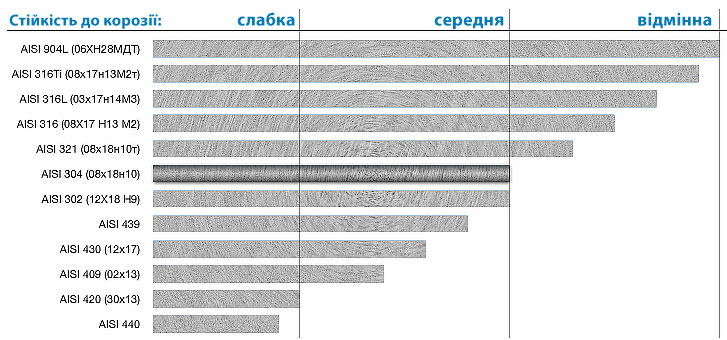 Стійкість до корозії: слабка середня відмінна
AISI 904L (06ХН28МДТ)
AISI 316Ti (08х17н13М2т)
AISI 316L (03х17н14М3)
AISI 316 (08Х17 Н13 М2)
AISI 321 (08х18н10т)
AISI 304 (08х18н10)
AISI 302 (12Х18 Н9)
AISI 439
AISI 430 (12х17)
AISI 409 (02х13)
AISI 420 (30х13)
AISI 440